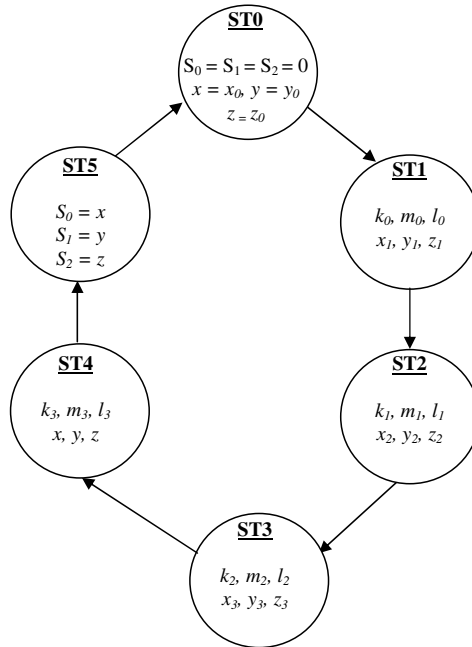 ST0
S₀ = S₁ = S₂ = 0
x = x₀, y = y₀
z = z₀
ST1
k₀, m₀, l₀
x₁, y₁, z₁
ST2
k₁, m₁, l₁
x₂, y₂, z₂
ST3
k₂, m₂, l₂
x₃, y₃, z₃
ST4
k₃, m₃, l₃
x, y, z
ST5
S₀ = x
S₁ = y
S₂ = z